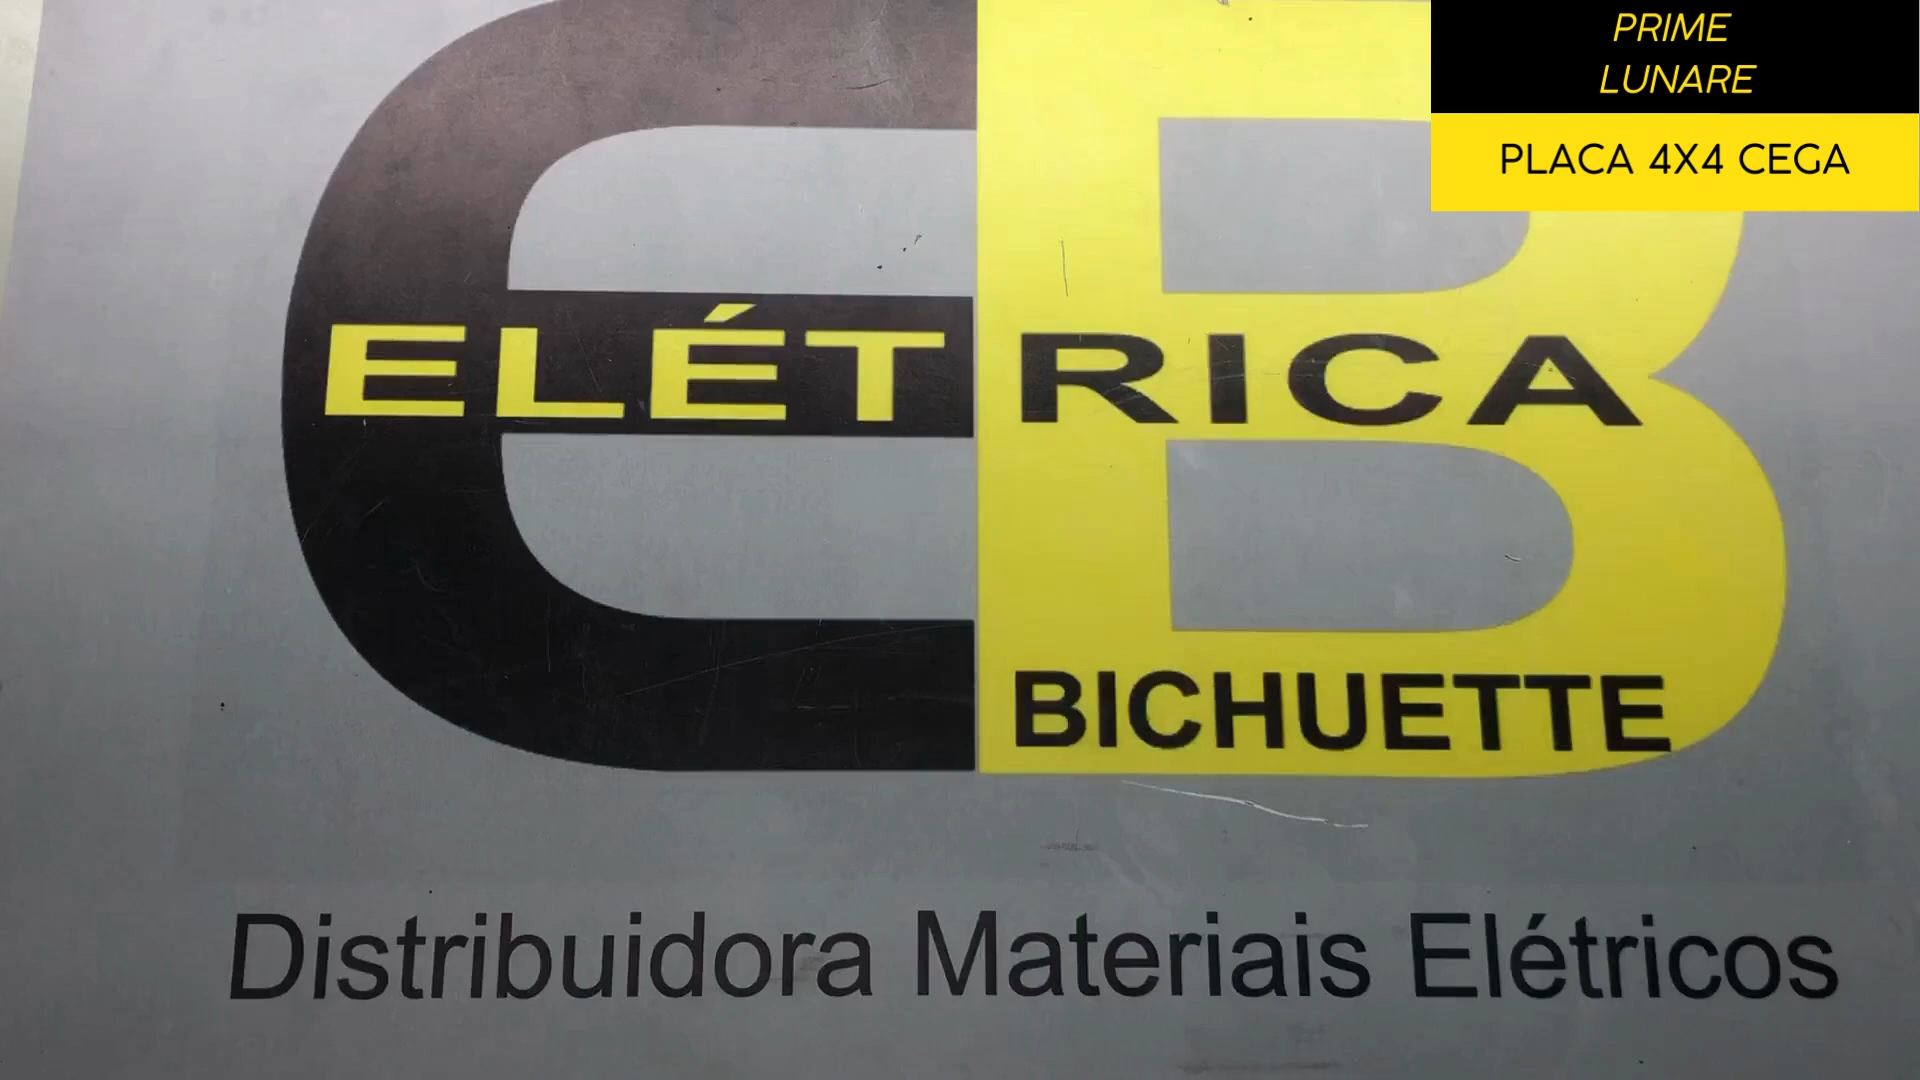 PRIME
LUNARE
PLACA 4X4 CEGA
ELÉTRICA
BICHUETTE
Distribuidora Materiais Elétricos